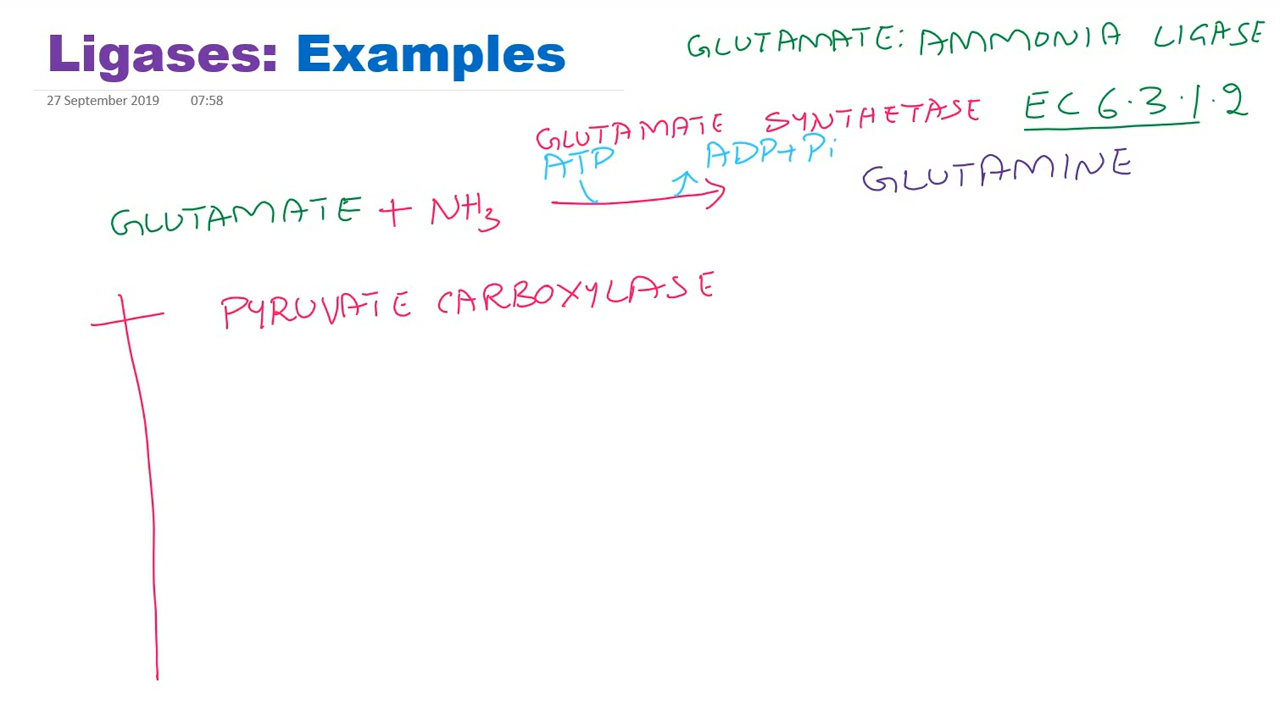 Ligases: Examples
27 September 2019 07:58
GLUTAMATE: AMMONIA LIGASE
EC 6.3.1.2
GLUTAMATE SYNTHETASE
ATP ADP+Pi
GLUTAMATE + NH3
GLUTAMINE
PYRUVATE CARBOXYLASE